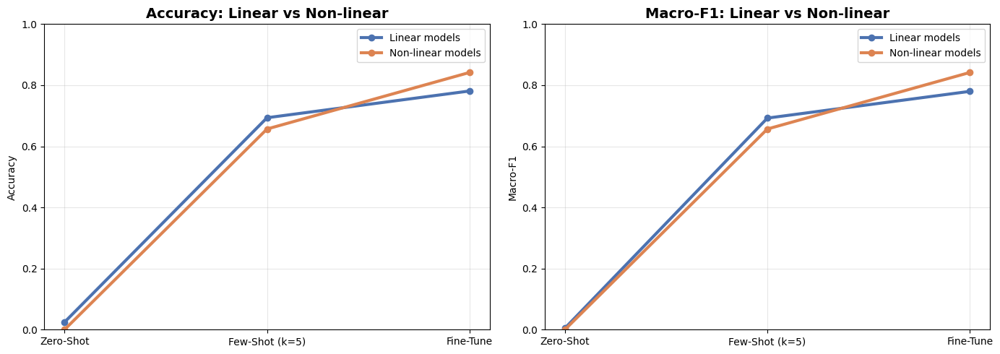 Accuracy: Linear vs Non-linear
1.0
0.8
0.6
0.4
0.2
0.0
Accuracy
Linear models
Non-linear models
Zero-Shot
Few-Shot (k=5)
Fine-Tune
Macro-F1: Linear vs Non-linear
1.0
0.8
0.6
0.4
0.2
0.0
Macro-F1
Linear models
Non-linear models
Zero-Shot
Few-Shot (k=5)
Fine-Tune